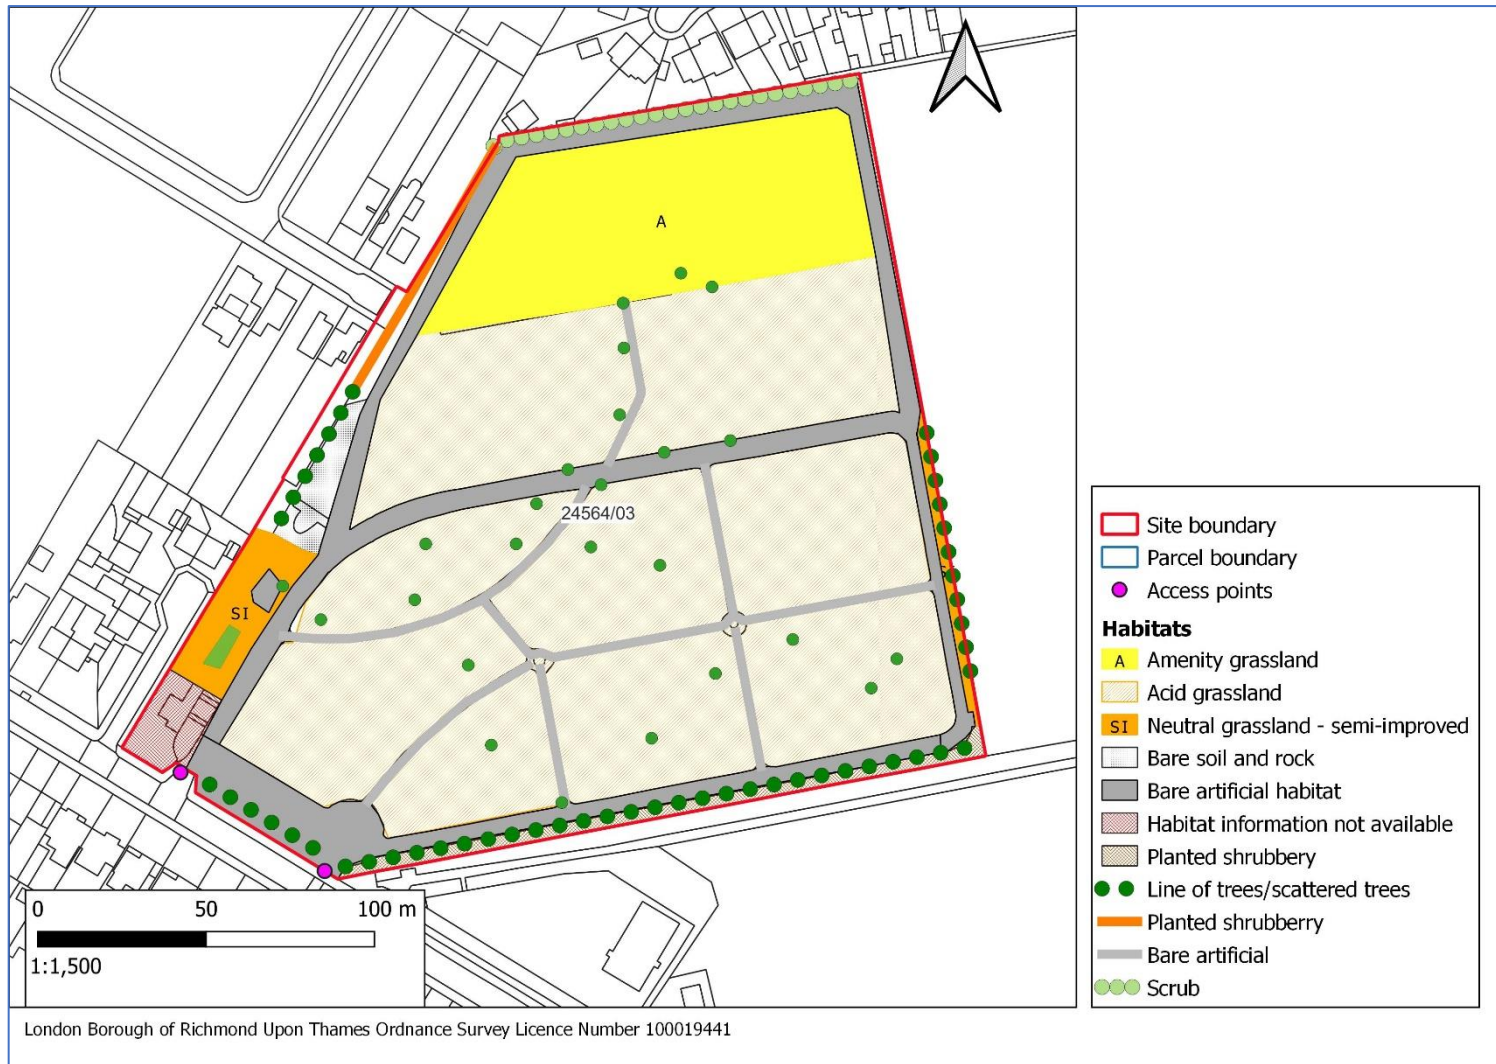 A
24564/03
SI
S
0 50 100 m
1:1,500
Site boundary
Parcel boundary
Access points
Habitats
A Amenity grassland
Acid grassland
SI Neutral grassland - semi-improved
Bare soil and rock
Bare artificial habitat
Habitat information not available
Planted shrubbery
Line of trees/scattered trees
Planted shrubberry
Bare artificial
Scrub
London Borough of Richmond Upon Thames Ordnance Survey Licence Number 100019441